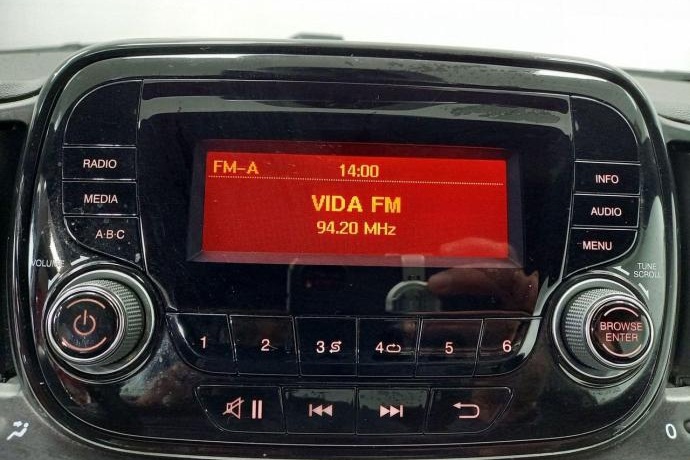 FM-A 14:00
VIDA FM
94.20 MHz
RADIO
MEDIA
A·B·C
INFO
AUDIO
MENU
VOLUME
TUNE
SCROLL
BROWSE
ENTER
1 2 3 4 5 6
0